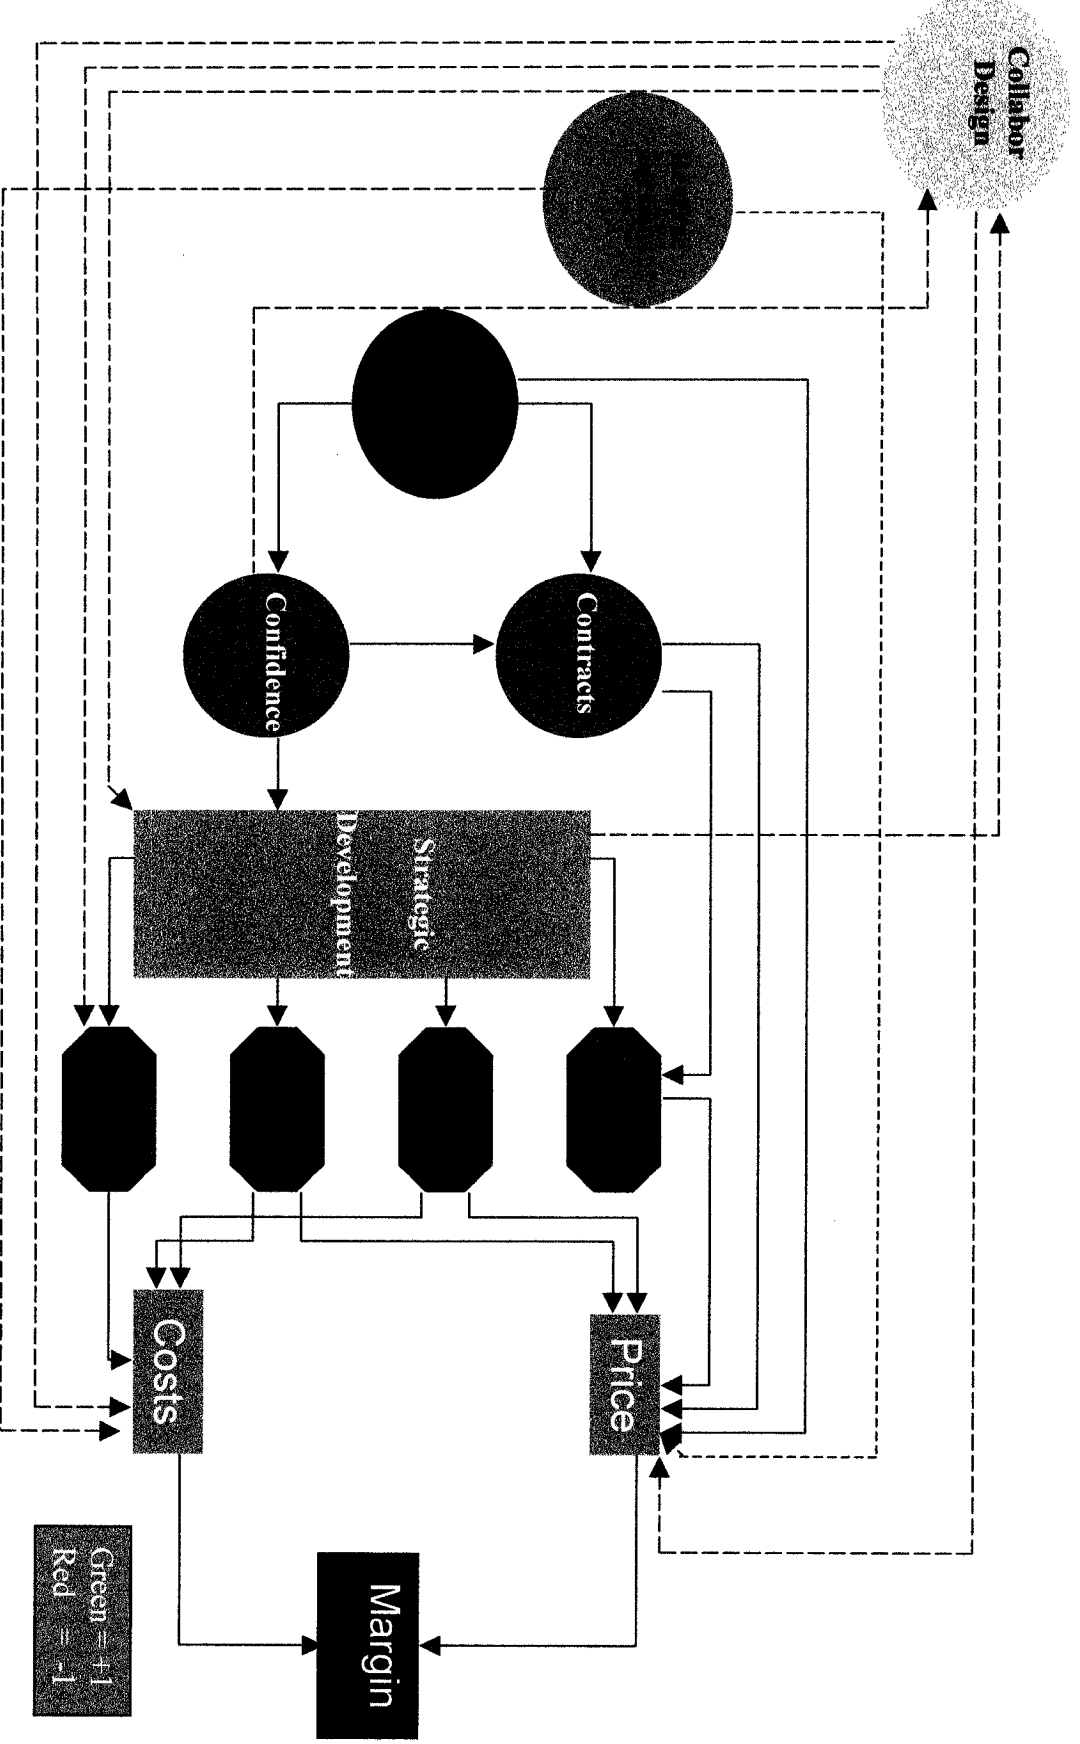 Collabor
Design
Contracts
Confidence
Strategic
Development
Price
Costs
Margin
Green = +1
Red = -1